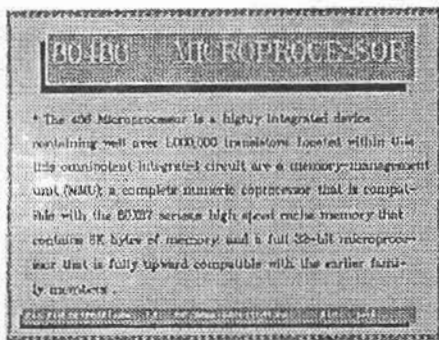 80486 MICROPROCESSOR
* The 486 Microprocessor is a highly integrated device
containing well over 1,000,000 transistors. Located within this
this omnipotent integrated circuit are a memory-management
unit (MMU), a complete numeric coprocessor that is compat-
ible with the 80X87 series high speed cache memory that
contains 8K bytes of memory and a full 32-bit microproces-
sor that is fully upward compatible with the earlier fami-
ly members .